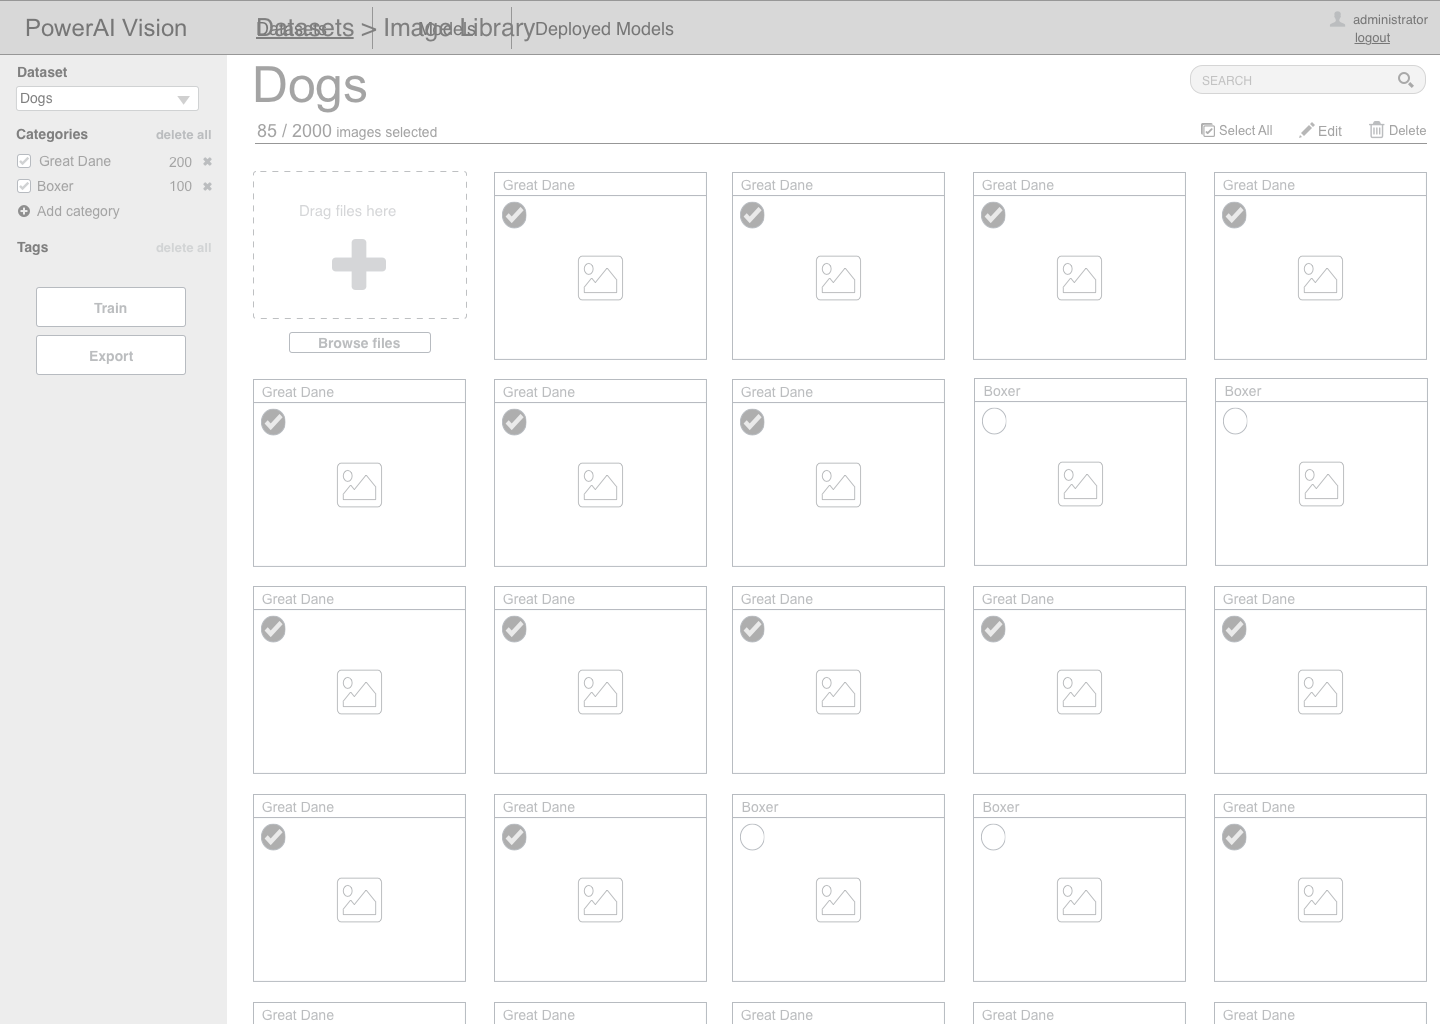 PowerAI Vision
Datasets > Image Library
Datasets
Models
Deployed Models
administrator
logout
Dataset
Dogs
Categories delete all
Great Dane 200
Boxer 100
Add category
Tags delete all
Train
Export
Dogs
SEARCH
85 / 2000 images selected
Select All
Edit
Delete
Drag files here
Browse files
Great Dane
Great Dane
Great Dane
Great Dane
Great Dane
Great Dane
Great Dane
Boxer
Boxer
Great Dane
Great Dane
Great Dane
Great Dane
Great Dane
Great Dane
Great Dane
Boxer
Boxer
Great Dane
Great Dane
Great Dane
Great Dane
Great Dane
Great Dane